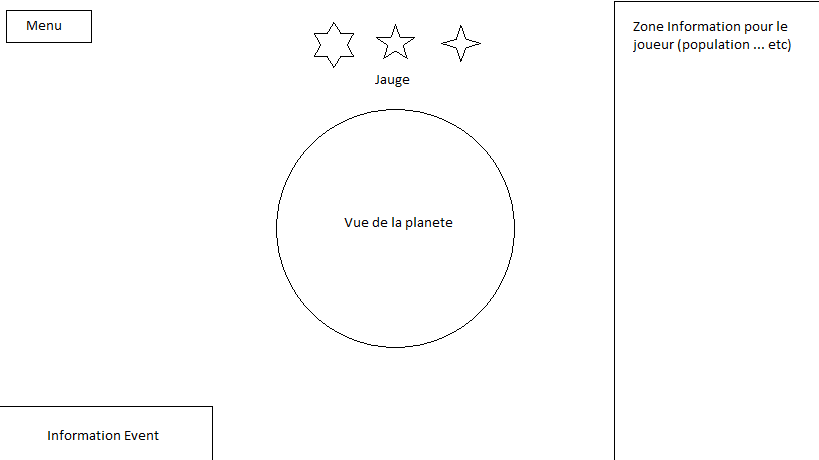 Menu
Jauge
Zone Information pour le
joueur (population ... etc)
Vue de la planete
Information Event